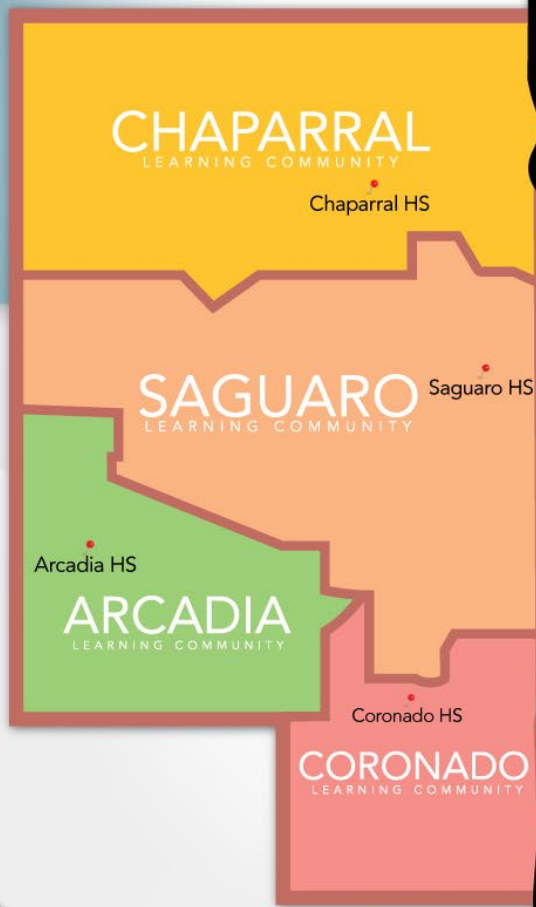 CHAPARRAL
LEARNING COMMUNITY
Chaparral HS
SAGUARO
LEARNING COMMUNITY
Saguaro HS
Arcadia HS
ARCADIA
LEARNING COMMUNITY
Coronado HS
CORONADO
LEARNING COMMUNITY